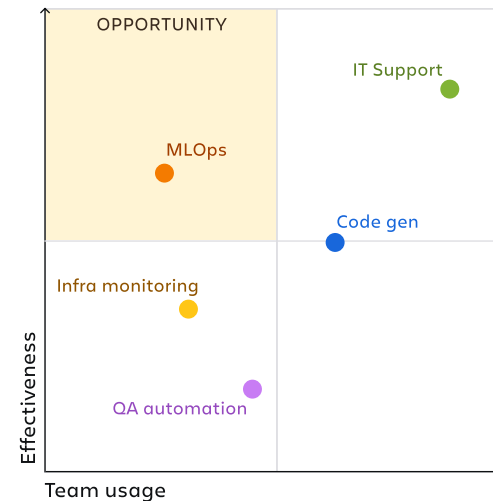 OPPORTUNITY
IT Support
MLOps
Code gen
Infra monitoring
QA automation
Effectiveness
Team usage